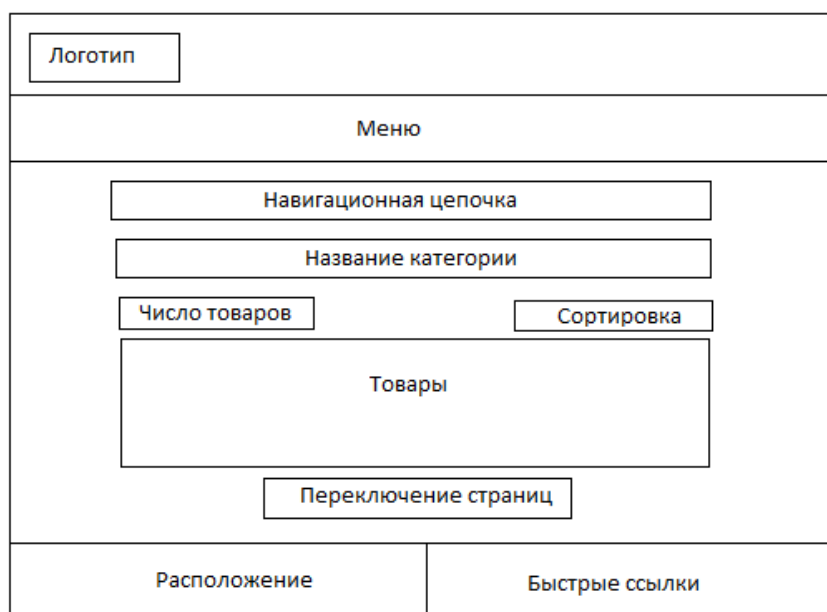 Логотип
Меню
Навигационная цепочка
Название категории
Число товаров
Сортировка
Товары
Переключение страниц
Расположение
Быстрые ссылки